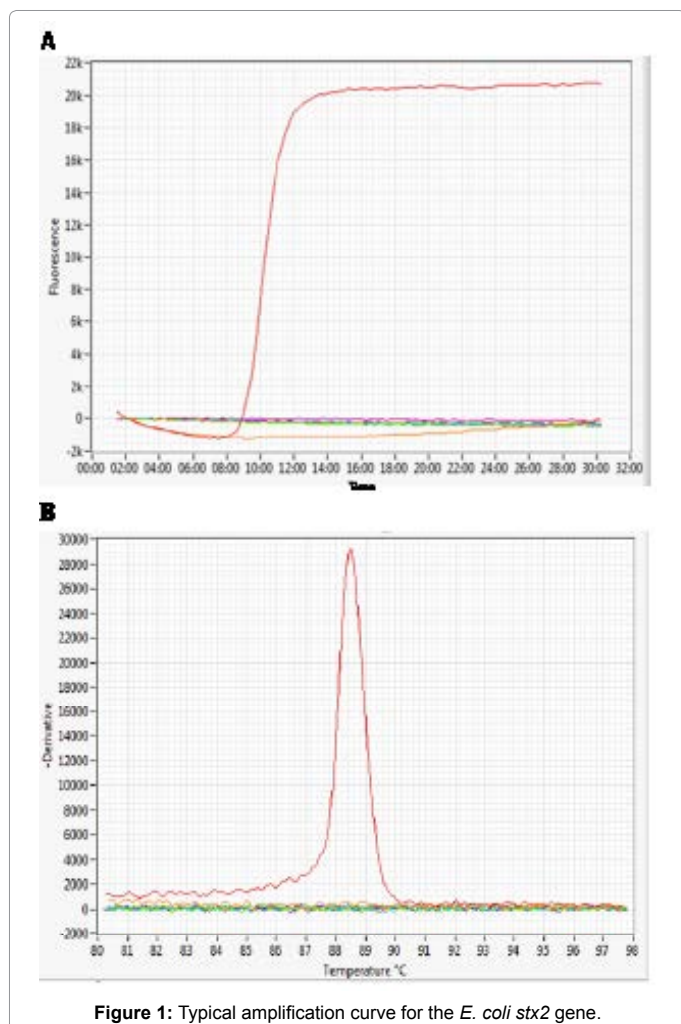 A
22k
20k
18k
16k
14k
12k
10k
8k
6k
4k
2k
0
-2k
Fluorescence
00:00 02:00 04:00 06:00 08:00 10:00 12:00 14:00 16:00 18:00 20:00 22:00 24:00 26:00 28:00 30:00 32:00
Time
B
30000
28000
26000
24000
22000
20000
18000
16000
14000
12000
10000
8000
6000
4000
2000
0
-2000
-Derivative
80 81 82 83 84 85 86 87 88 89 90 91 92 93 94 95 96 97 98
Temperature °C
Figure 1: Typical amplification curve for the E. coli stx2 gene.